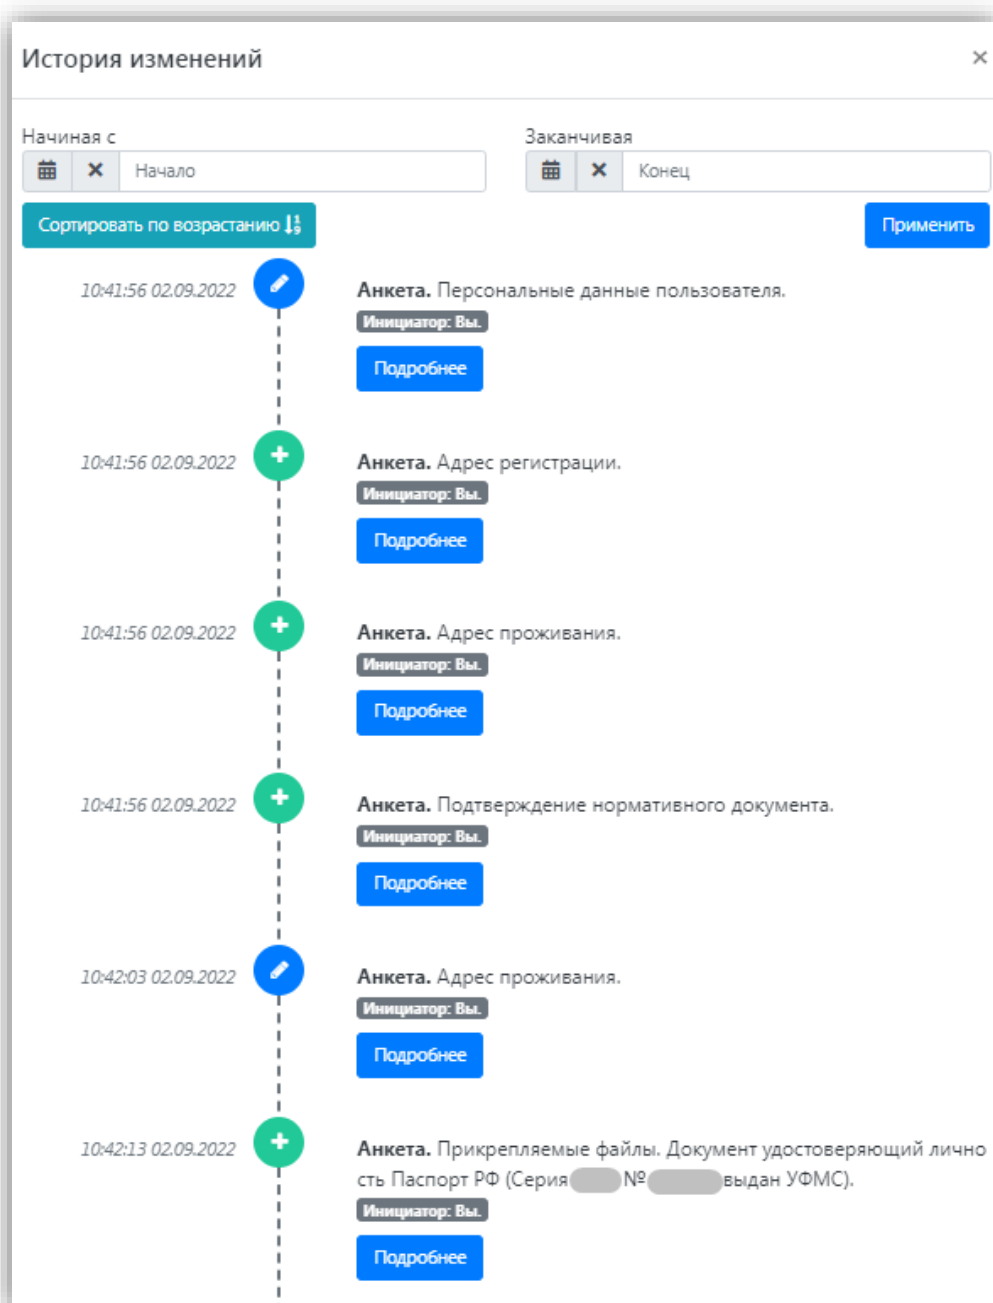 История изменений
×
Начиная с
Заканчивая
Начало
Конец
Сортировать по возрастанию
Применить
10:41:56 02.09.2022
Анкета. Персональные данные пользователя.
Инициатор: Вы.
Подробнее
10:41:56 02.09.2022
Анкета. Адрес регистрации.
Инициатор: Вы.
Подробнее
10:41:56 02.09.2022
Анкета. Адрес проживания.
Инициатор: Вы.
Подробнее
10:41:56 02.09.2022
Анкета. Подтверждение нормативного документа.
Инициатор: Вы.
Подробнее
10:42:03 02.09.2022
Анкета. Адрес проживания.
Инициатор: Вы.
Подробнее
10:42:13 02.09.2022
Анкета. Прикрепляемые файлы. Документ удостоверяющий лично
сть Паспорт РФ (Серия № выдан УФМС).
Инициатор: Вы.
Подробнее